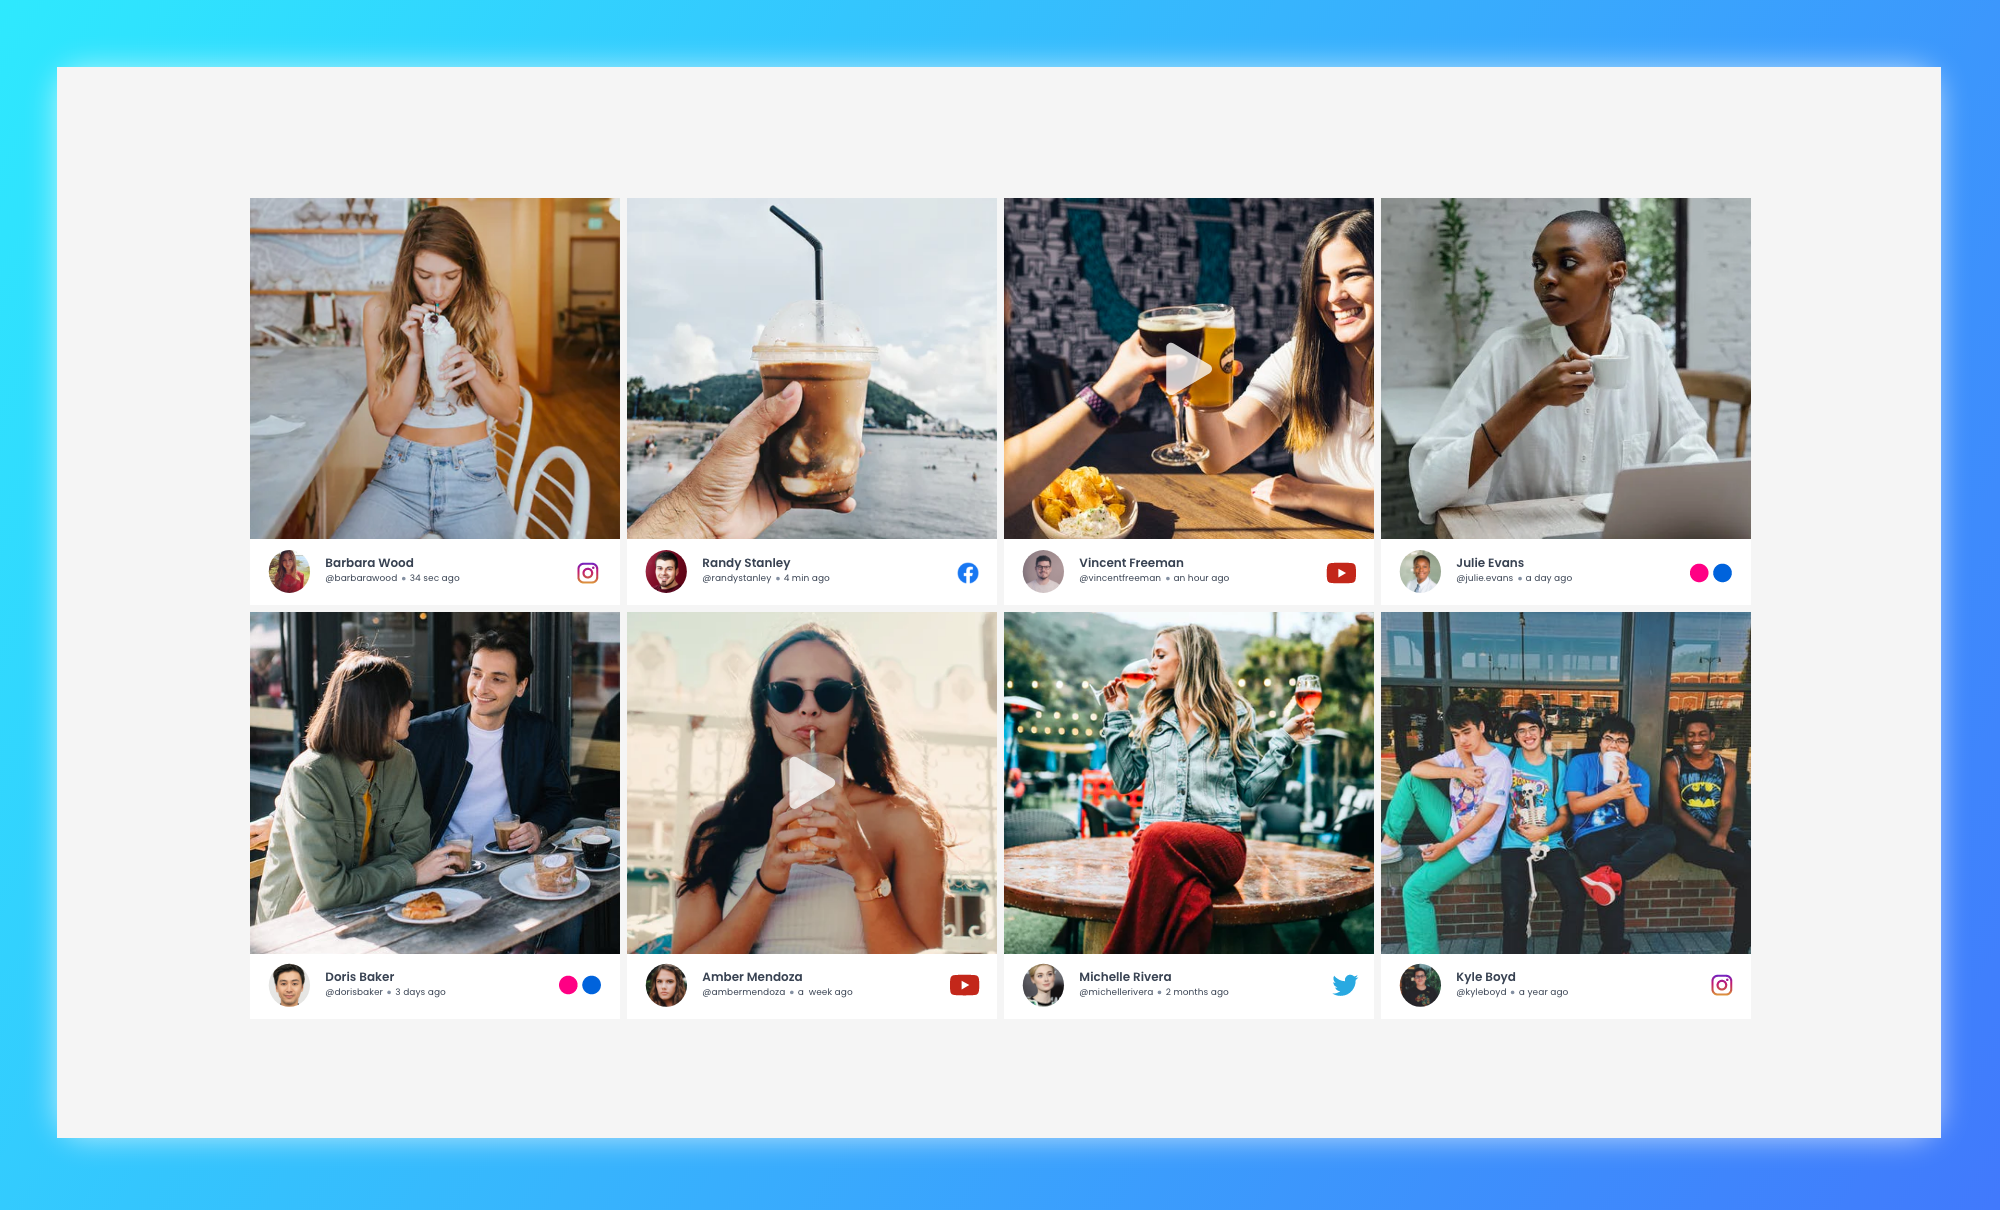 Barbara Wood
@barbarawood • 34 sec ago
Randy Stanley
@randystanley • 4 min ago
Vincent Freeman
@vincentfreeman • an hour ago
Julie Evans
@julie.evans • a day ago
Doris Baker
@dorisbaker • 3 days ago
Amber Mendoza
@ambermendoza • a week ago
Michelle Rivera
@michellerivera • 2 months ago
Kyle Boyd
@kyleboyd • a year ago